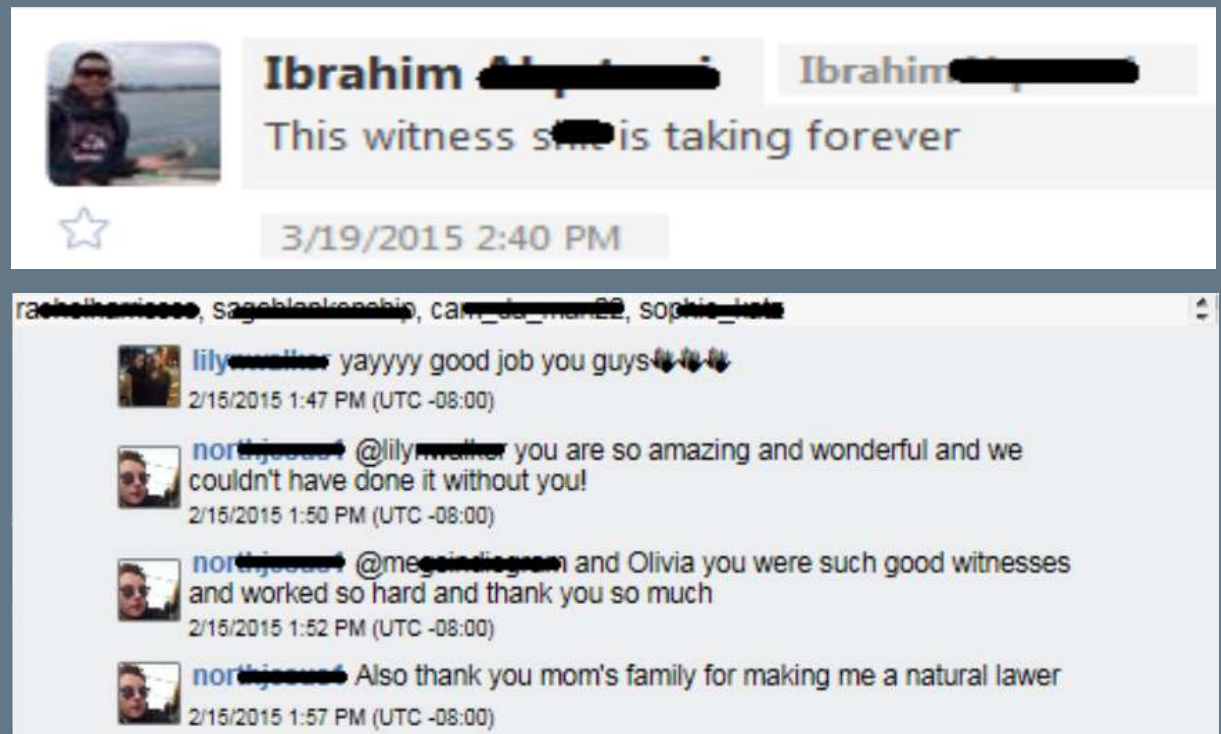 Ibrahim Ibrahim
This witness is taking forever
3/19/2015 2:40 PM
lily yayyyy good job you guys
2/15/2015 1:47 PM (UTC -08:00)
@lily you are so amazing and wonderful and we
couldn't have done it without you!
2/15/2015 1:50 PM (UTC -08:00)
and Olivia you were such good witnesses
and worked so hard and thank you so much
2/15/2015 1:52 PM (UTC -08:00)
Also thank you mom's family for making me a natural lawer
2/15/2015 1:57 PM (UTC -08:00)